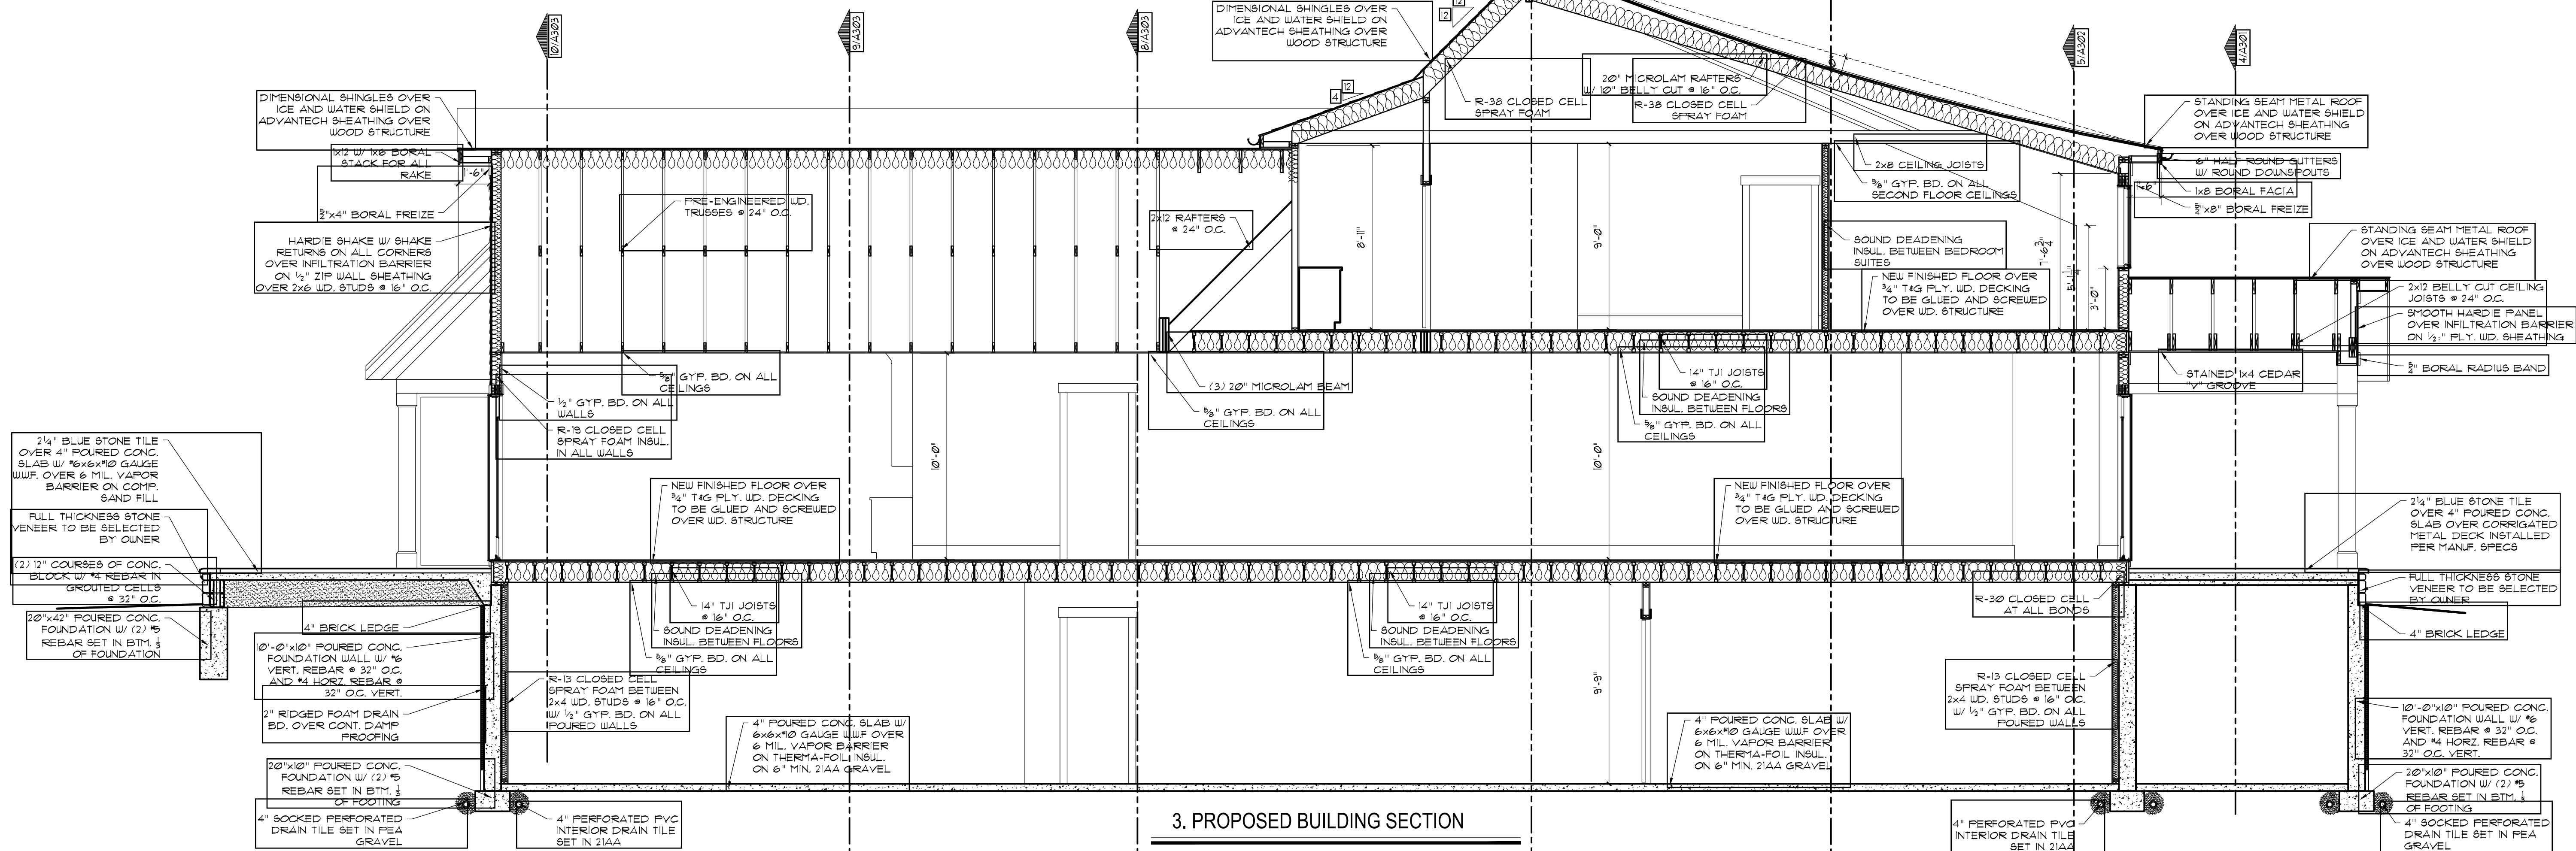 10/A303
9/A303
8/A303
5/A302
4/A301
DIMENSIONAL SHINGLES OVER
ICE AND WATER SHIELD ON
ADVANTECH SHEATHING OVER
WOOD STRUCTURE
12
12
12
4
R-38 CLOSED CELL
SPRAY FOAM
20" MICROLAM RAFTERS
W/ 10" BELLY CUT @ 16" O.C.
R-38 CLOSED CELL
SPRAY FOAM
DIMENSIONAL SHINGLES OVER
ICE AND WATER SHIELD ON
ADVANTECH SHEATHING OVER
WOOD STRUCTURE
1x12 W/ 1x6 BORAL
STACK FOR ALL
RAKE
1'-6"
5/4"x4" BORAL FREIZE
HARDIE SHAKE W/ SHAKE
RETURNS ON ALL CORNERS
OVER INFILTRATION BARRIER
ON 1/2" ZIP WALL SHEATHING
OVER 2x6 WD. STUDS @ 16" O.C.
PRE-ENGINEERED WD.
TRUSSES @ 24" O.C.
2x12 RAFTERS
@ 24" O.C.
8'-11"
9'-0"
2x8 CEILING JOISTS
5/8" GYP. BD. ON ALL
SECOND FLOOR CEILINGS
SOUND DEADENING
INSUL. BETWEEN BEDROOM
SUITES
NEW FINISHED FLOOR OVER
3/4" T&G PLY. WD. DECKING
TO BE GLUED AND SCREWED
OVER WD. STRUCTURE
7'-6 3/4"
3'-0"
STANDING SEAM METAL ROOF
OVER ICE AND WATER SHIELD
ON ADVANTECH SHEATHING
OVER WOOD STRUCTURE
6" HALF ROUND GUTTERS
W/ ROUND DOWNSPOUTS
1x8 BORAL FACIA
1'-6"
5/4"x8" BORAL FREIZE
STANDING SEAM METAL ROOF
OVER ICE AND WATER SHIELD
ON ADVANTECH SHEATHING
OVER WOOD STRUCTURE
2x12 BELLY CUT CEILING
JOISTS @ 24" O.C.
SMOOTH HARDIE PANEL
OVER INFILTRATION BARRIER
ON 1/2:" PLY. WD. SHEATHING
5/4" BORAL RADIUS BAND
STAINED 1x4 CEDAR
"V" GROOVE
5/8" GYP. BD. ON ALL
CEILINGS
1/2" GYP. BD. ON ALL
WALLS
R-19 CLOSED CELL
SPRAY FOAM INSUL.
IN ALL WALLS
(3) 20" MICROLAM BEAM
5/8" GYP. BD. ON ALL
CEILINGS
14" TJI JOISTS
@ 16" O.C.
SOUND DEADENING
INSUL. BETWEEN FLOORS
5/8" GYP. BD. ON ALL
CEILINGS
10'-0"
10'-0"
2 1/4" BLUE STONE TILE
OVER 4" POURED CONC.
SLAB W/ #6x6x#10 GAUGE
W.W.F. OVER 6 MIL. VAPOR
BARRIER ON COMP.
SAND FILL
FULL THICKNESS STONE
VENEER TO BE SELECTED
BY OWNER
(2) 12" COURSES OF CONC.
BLOCK W/ #4 REBAR IN
GROUTED CELLS
@ 32" O.C.
20"x42" POURED CONC.
FOUNDATION W/ (2) #5
REBAR SET IN BTM. 1/3
OF FOUNDATION
NEW FINISHED FLOOR OVER
3/4" T&G PLY. WD. DECKING
TO BE GLUED AND SCREWED
OVER WD. STRUCTURE
NEW FINISHED FLOOR OVER
3/4" T&G PLY. WD. DECKING
TO BE GLUED AND SCREWED
OVER WD. STRUCTURE
2 1/4" BLUE STONE TILE
OVER 4" POURED CONC.
SLAB OVER CORRIGATED
METAL DECK INSTALLED
PER MANUF. SPECS
FULL THICKNESS STONE
VENEER TO BE SELECTED
BY OWNER
4" BRICK LEDGE
4" BRICK LEDGE
10'-0"x10" POURED CONC.
FOUNDATION WALL W/ #6
VERT. REBAR @ 32" O.C.
AND #4 HORZ. REBAR @
32" O.C. VERT.
2" RIDGED FOAM DRAIN
BD. OVER CONT. DAMP
PROOFING
20"x10" POURED CONC.
FOUNDATION W/ (2) #5
REBAR SET IN BTM. 1/3
OF FOOTING
4" SOCKED PERFORATED
DRAIN TILE SET IN PEA
GRAVEL
14" TJI JOISTS
@ 16" O.C.
SOUND DEADENING
INSUL. BETWEEN FLOORS
5/8" GYP. BD. ON ALL
CEILINGS
R-13 CLOSED CELL
SPRAY FOAM BETWEEN
2x4 WD. STUDS @ 16" O.C.
W/ 1/2" GYP. BD. ON ALL
POURED WALLS
4" POURED CONC. SLAB W/
6x6x#10 GAUGE W.W.F OVER
6 MIL. VAPOR BARRIER
ON THERMA-FOIL INSUL.
ON 6" MIN. 21AA GRAVEL
4" PERFORATED PVC
INTERIOR DRAIN TILE
SET IN 21AA
14" TJI JOISTS
@ 16" O.C.
SOUND DEADENING
INSUL. BETWEEN FLOORS
5/8" GYP. BD. ON ALL
CEILINGS
9'-9"
4" POURED CONC. SLAB W/
6x6x#10 GAUGE W.W.F OVER
6 MIL. VAPOR BARRIER
ON THERMA-FOIL INSUL.
ON 6" MIN. 21AA GRAVEL
R-30 CLOSED CELL
AT ALL BONDS
R-13 CLOSED CELL
SPRAY FOAM BETWEEN
2x4 WD. STUDS @ 16" O.C.
W/ 1/2" GYP. BD. ON ALL
POURED WALLS
10'-0"x10" POURED CONC.
FOUNDATION WALL W/ #6
VERT. REBAR @ 32" O.C.
AND #4 HORZ. REBAR @
32" O.C. VERT.
20"x10" POURED CONC.
FOUNDATION W/ (2) #5
REBAR SET IN BTM. 1/3
OF FOOTING
4" SOCKED PERFORATED
DRAIN TILE SET IN PEA
GRAVEL
4" PERFORATED PVC
INTERIOR DRAIN TILE
SET IN 21AA
3. PROPOSED BUILDING SECTION